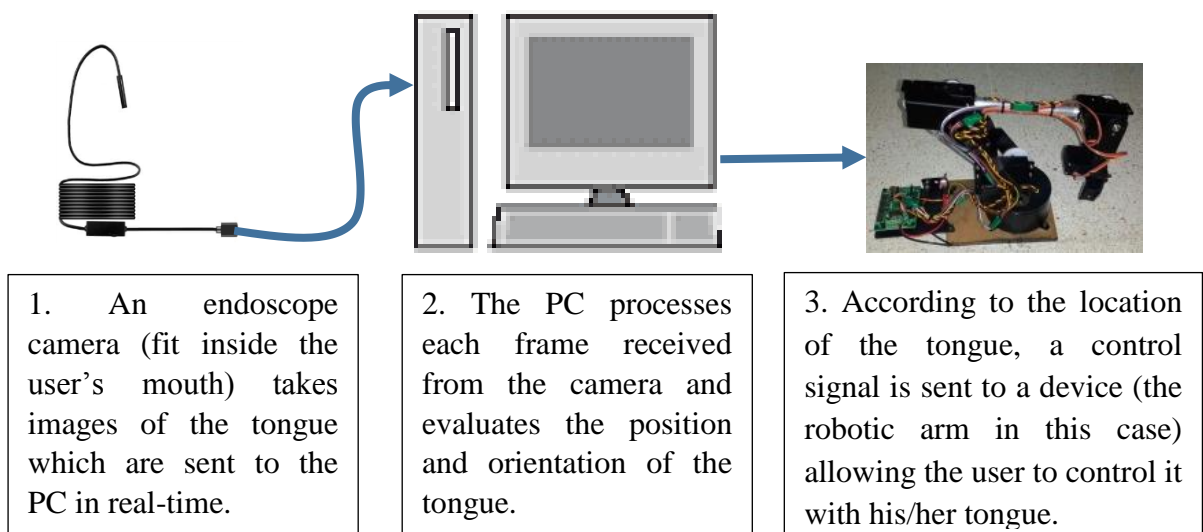 1. An endoscope
camera (fit inside the
user’s mouth) takes
images of the tongue
which are sent to the
PC in real-time.
2. The PC processes
each frame received
from the camera and
evaluates the position
and orientation of the
tongue.
3. According to the location
of the tongue, a control
signal is sent to a device (the
robotic arm in this case)
allowing the user to control it
with his/her tongue.